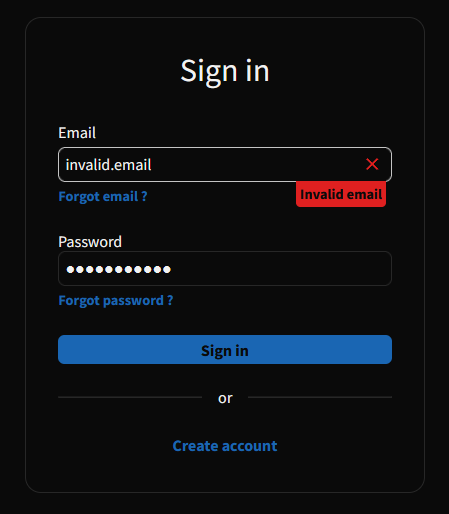 Sign in
Email
invalid.email
Forgot email ?
Invalid email
Password
●●●●●●●●●●●
Forgot password ?
Sign in
or
Create account